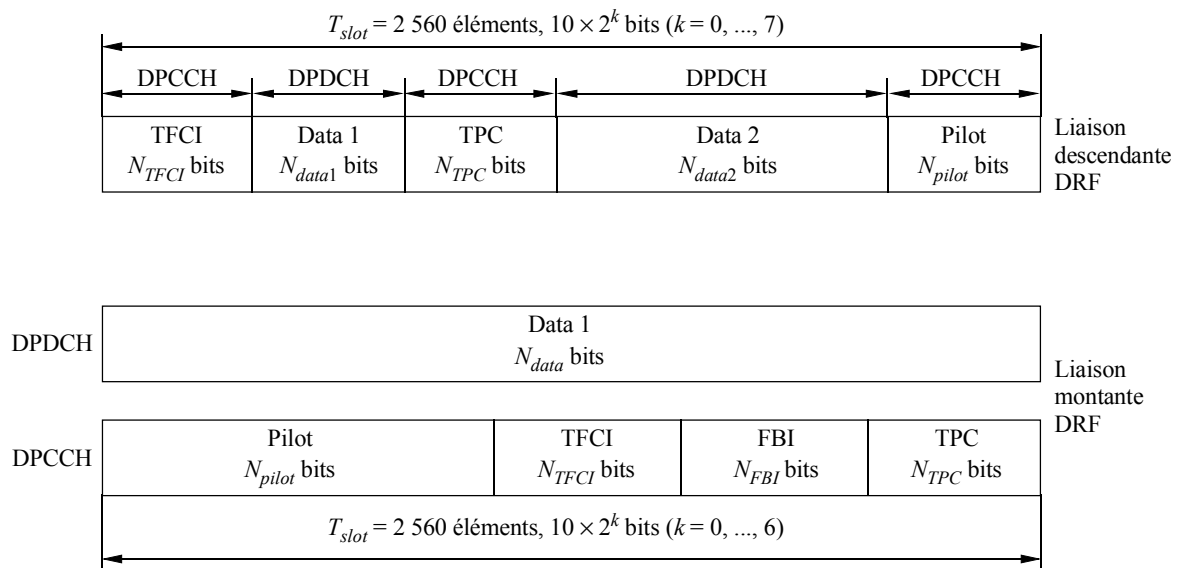 T_slot = 2 560 éléments, 10 × 2^k bits (k = 0, ..., 7)
DPCCH DPDCH DPCCH DPDCH DPCCH
TFCI Data 1 TPC Data 2 Pilot
N_TFCI bits N_data1 bits N_TPC bits N_data2 bits N_pilot bits
Liaison
descendante
DRF
DPDCH
Data 1
N_data bits
Liaison
montante
DRF
DPCCH
Pilot TFCI FBI TPC
N_pilot bits N_TFCI bits N_FBI bits N_TPC bits
T_slot = 2 560 éléments, 10 × 2^k bits (k = 0, ..., 6)